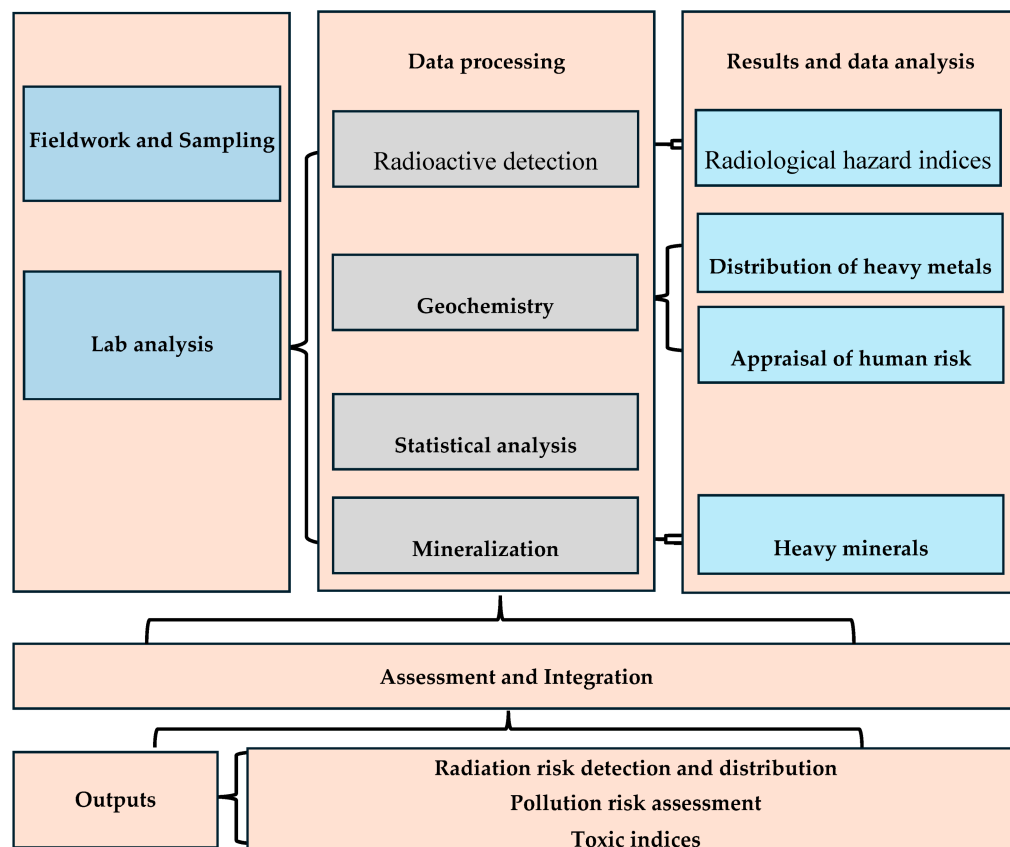 Fieldwork and Sampling
Lab analysis
Data processing
Radioactive detection
Geochemistry
Statistical analysis
Mineralization
Results and data analysis
Radiological hazard indices
Distribution of heavy metals
Appraisal of human risk
Heavy minerals
Assessment and Integration
Outputs
Radiation risk detection and distribution
Pollution risk assessment
Toxic indices